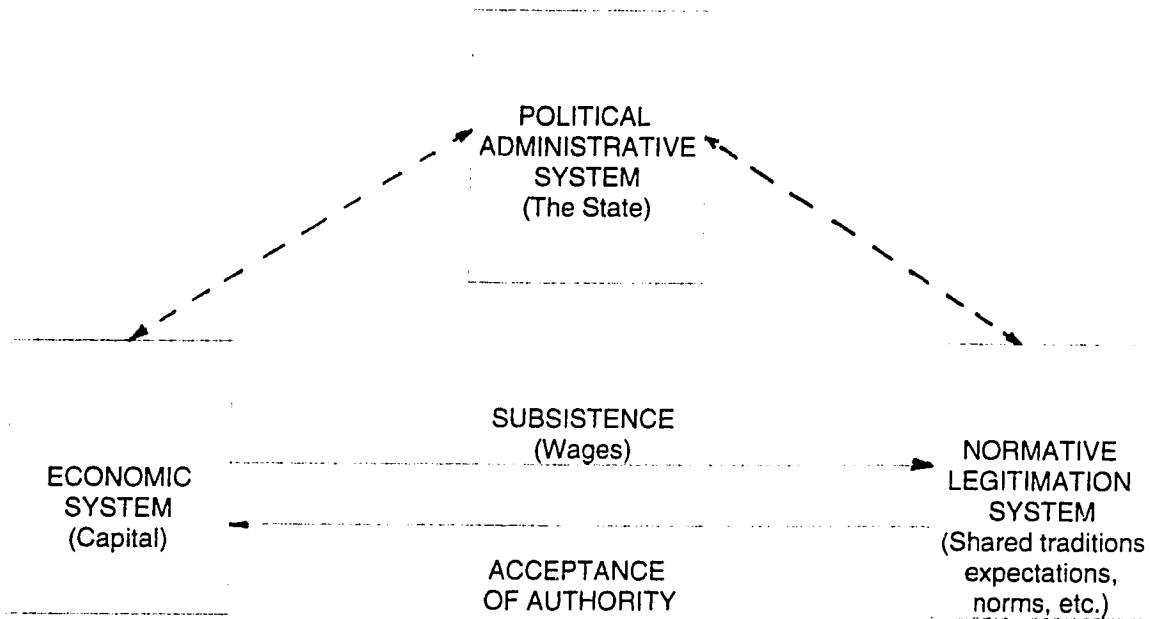 POLITICAL
ADMINISTRATIVE
SYSTEM
(The State)
SUBSISTENCE
(Wages)
ECONOMIC
SYSTEM
(Capital)
NORMATIVE
LEGITIMATION
SYSTEM
(Shared traditions
expectations,
norms, etc.)
ACCEPTANCE
OF AUTHORITY